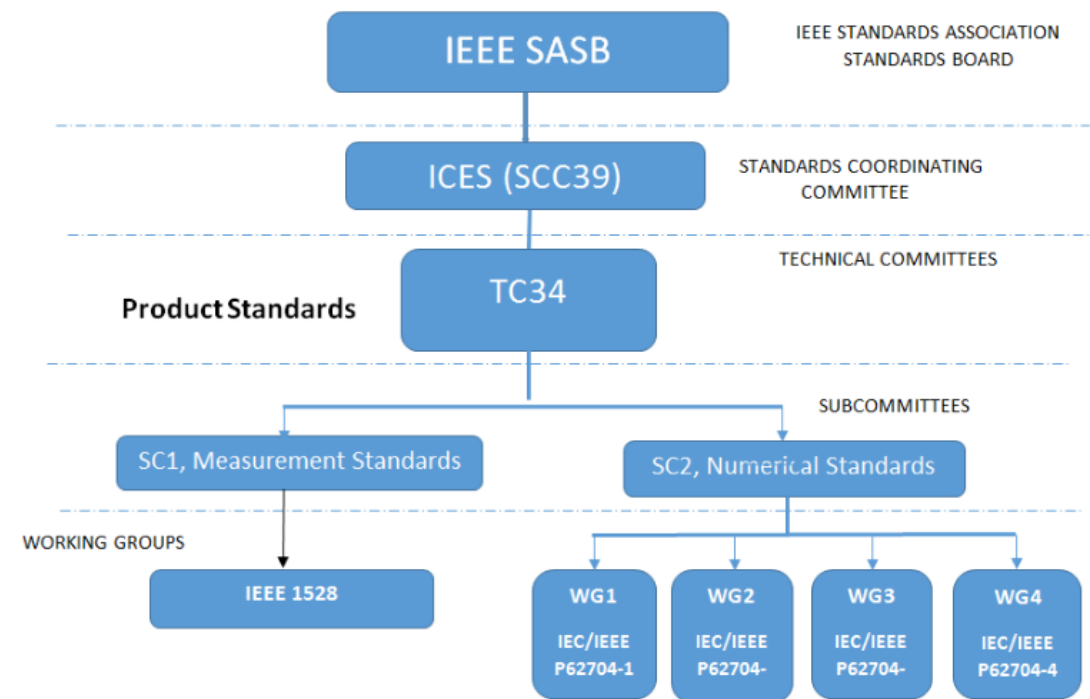 IEEE SASB
IEEE STANDARDS ASSOCIATION
STANDARDS BOARD
ICES (SCC39)
STANDARDS COORDINATING
COMMITTEE
TECHNICAL COMMITTEES
TC34
Product Standards
SUBCOMMITTEES
SC1, Measurement Standards
SC2, Numerical Standards
WORKING GROUPS
IEEE 1528
WG1
IEC/IEEE
P62704-1
WG2
IEC/IEEE
P62704-
WG3
IEC/IEEE
P62704-
WG4
IEC/IEEE
P62704-4